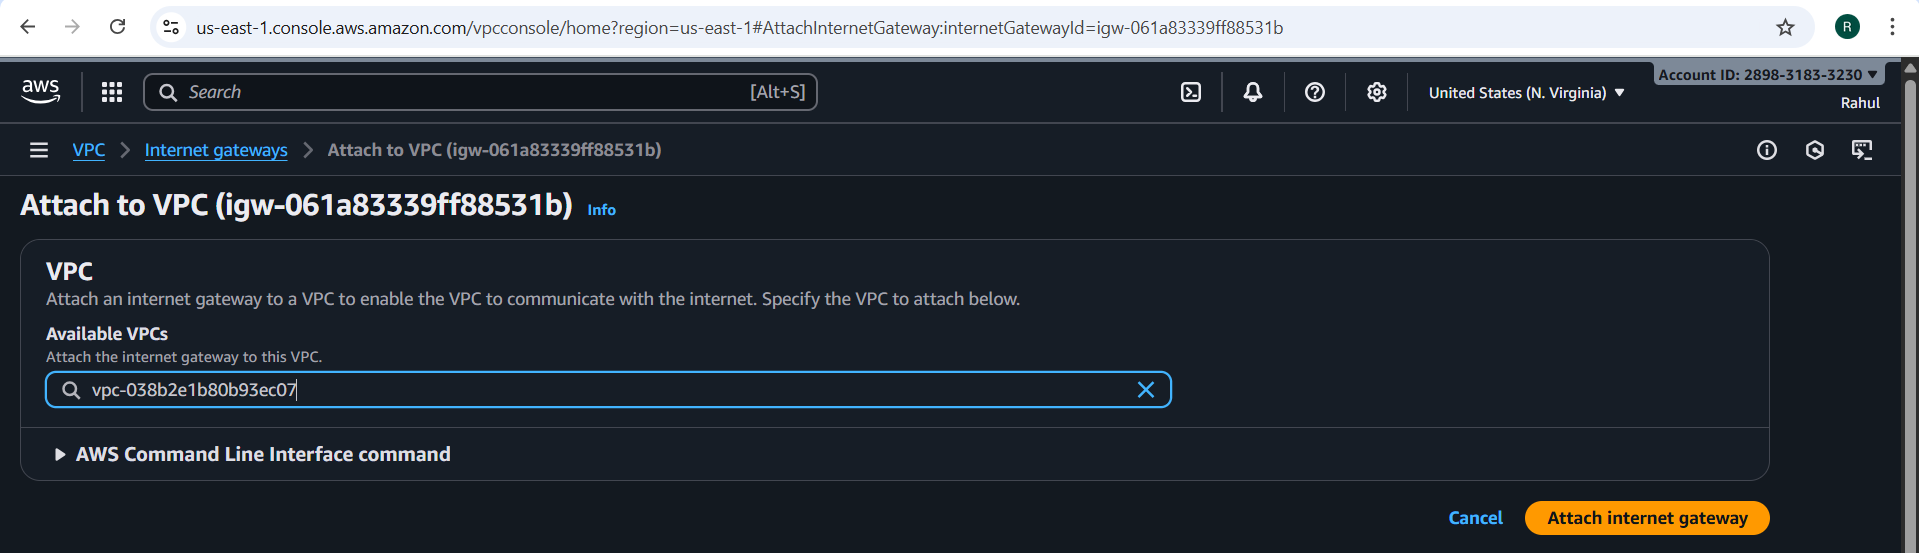 us-east-1.console.aws.amazon.com/vpcconsole/home?region=us-east-1#AttachInternetGateway:internetGatewayId=igw-061a83339ff88531b
R
aws
Search
[Alt+S]
United States (N. Virginia)
Account ID: 2898-3183-3230
Rahul
VPC
Internet gateways
Attach to VPC (igw-061a83339ff88531b)
Attach to VPC (igw-061a83339ff88531b)
Info
VPC
Attach an internet gateway to a VPC to enable the VPC to communicate with the internet. Specify the VPC to attach below.
Available VPCs
Attach the internet gateway to this VPC.
vpc-038b2e1b80b93ec07
AWS Command Line Interface command
Cancel
Attach internet gateway